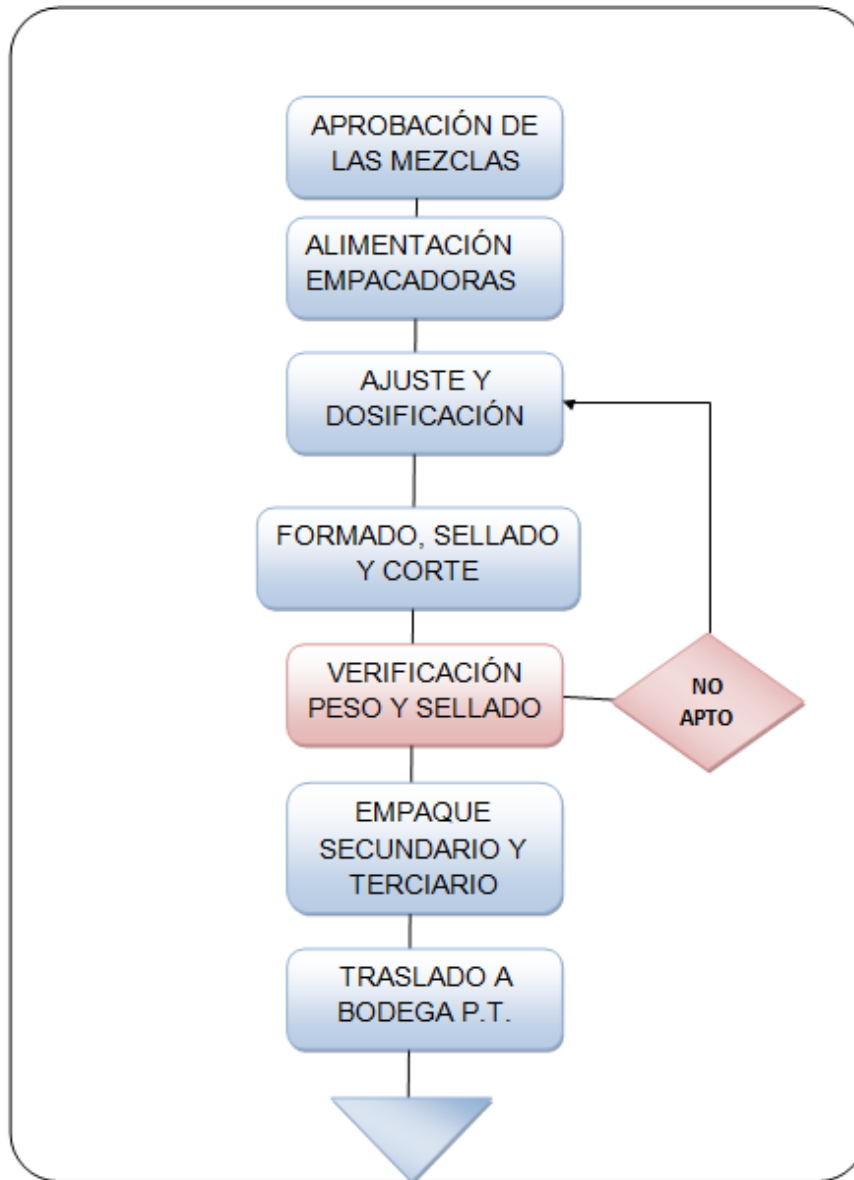 APROBACIÓN DE
LAS MEZCLAS
ALIMENTACIÓN
EMPACADORAS
AJUSTE Y
DOSIFICACIÓN
FORMADO, SELLADO
Y CORTE
VERIFICACIÓN
PESO Y SELLADO
NO
APTO
EMPAQUE
SECUNDARIO Y
TERCIARIO
TRASLADO A
BODEGA P.T.